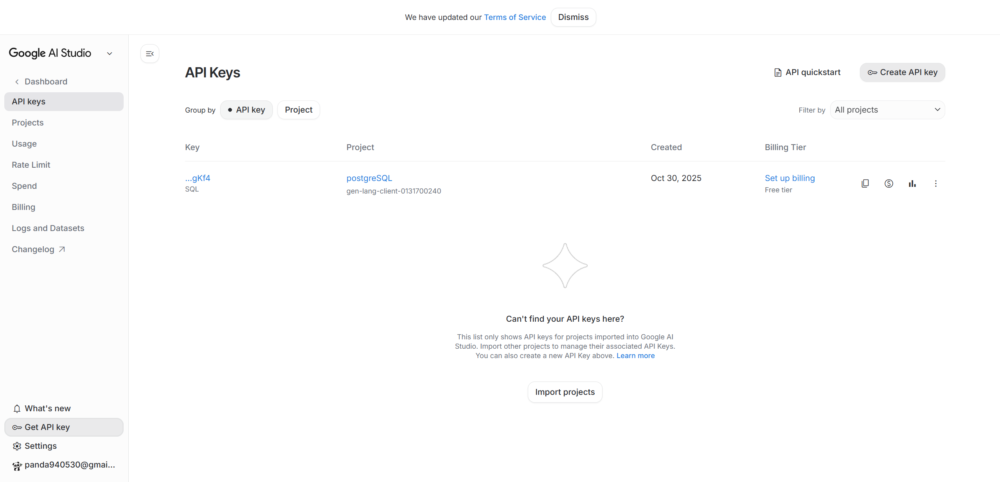 We have updated our Terms of Service Dismiss
Google AI Studio
Dashboard
API keys
Projects
Usage
Rate Limit
Spend
Billing
Logs and Datasets
Changelog
What's new
Get API key
Settings
panda940530@gmai...
API Keys
API quickstart
Create API key
Group by API key Project
Filter by All projects
Key Project Created Billing Tier
...gKf4 postgreSQL Oct 30, 2025 Set up billing
SQL gen-lang-client-0131700240 Free tier
Can't find your API keys here?
This list only shows API keys for projects imported into Google AI
Studio. Import other projects to manage their associated API Keys.
You can also create a new API Key above. Learn more
Import projects